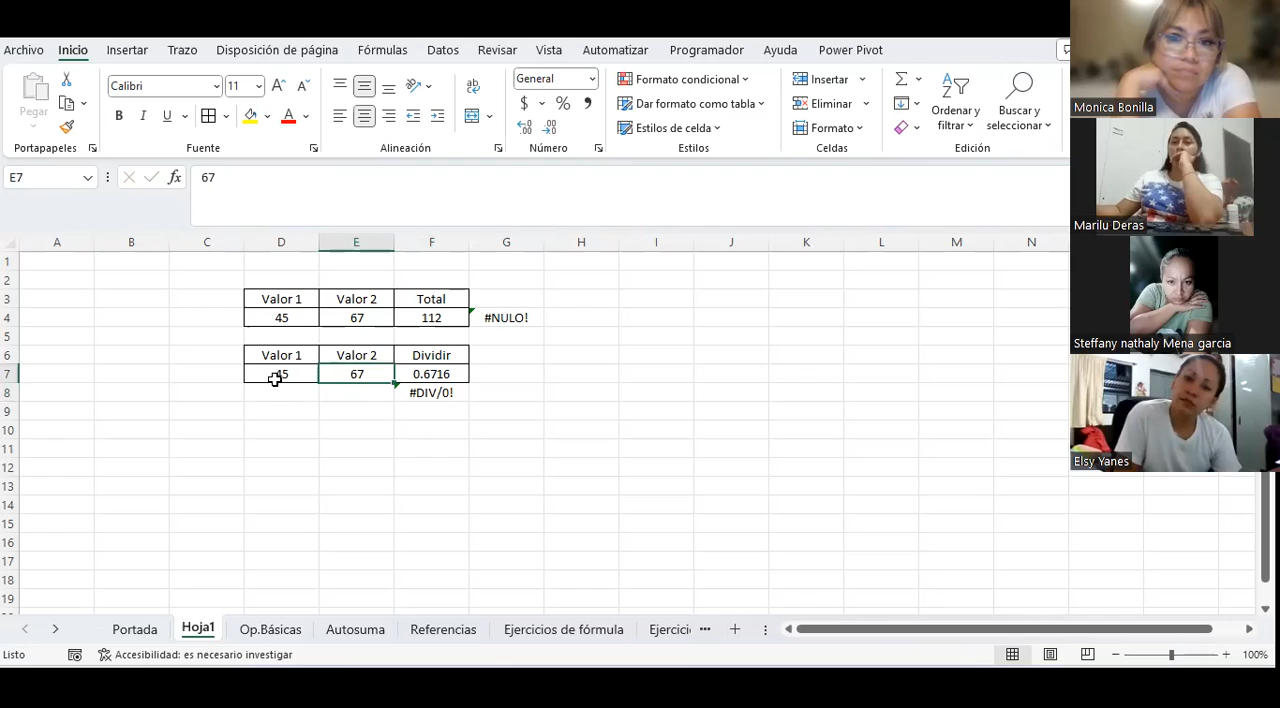 Archivo Inicio Insertar Trazo Disposición de página Fórmulas Datos Revisar Vista Automatizar Programador Ayuda Power Pivot
Pegar
Portapapeles
Calibri 11
N K S
Fuente
Alineación
General
$ % 
Número
Formato condicional
Dar formato como tabla
Estilos de celda
Estilos
Insertar
Eliminar
Formato
Celdas
Ordenar y filtrar
Buscar y seleccionar
Edición
E7 fx 67
A B C D E F G H I J K L M N
1
2
3 Valor 1 Valor 2 Total
4 45 67 112 #NULO!
5
6 Valor 1 Valor 2 Dividir
7 45 67 0.6716
8 #DIV/0!
9
10
11
12
13
14
15
16
17
18
19
Portada Hoja1 Op.Básicas Autosuma Referencias Ejercicios de fórmula Ejercici
Listo Accesibilidad: es necesario investigar 100%
Monica Bonilla
Marilu Deras
Steffany nathaly Mena garcia
Elsy Yanes